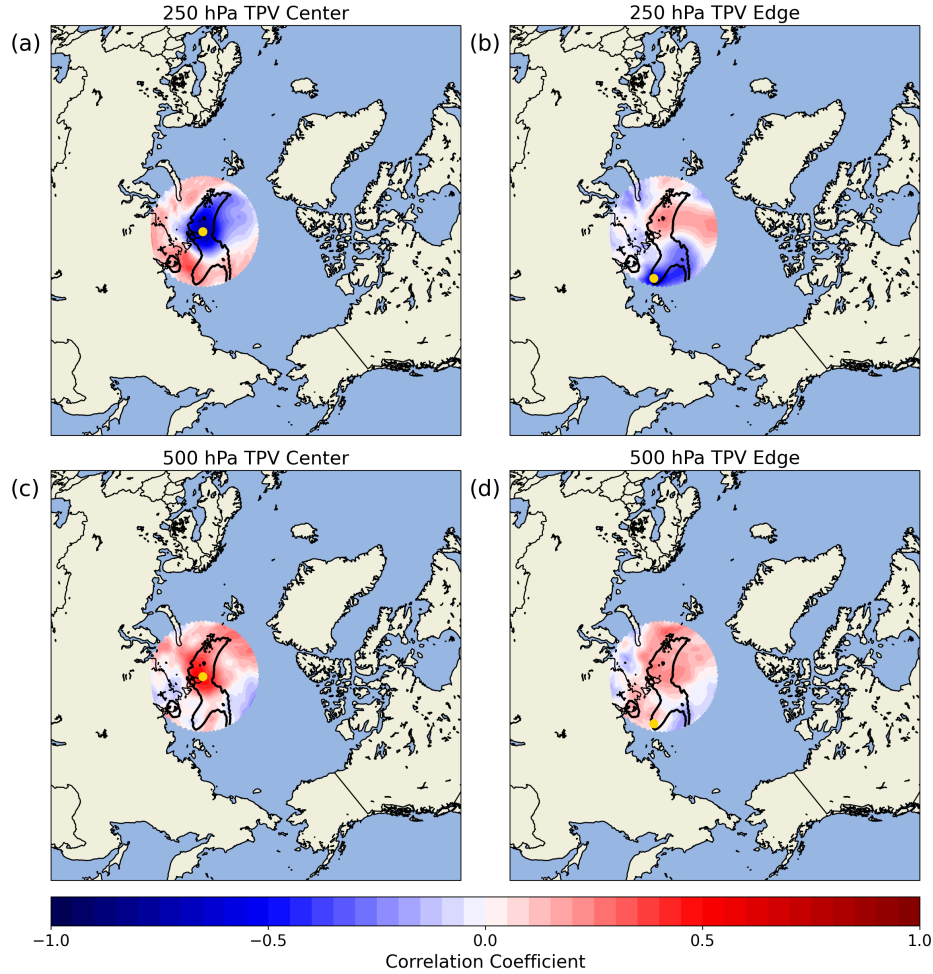 250 hPa TPV Center
250 hPa TPV Edge
(a)
(b)
500 hPa TPV Center
500 hPa TPV Edge
(c)
(d)
−1.0
−0.5
0.0
0.5
1.0
Correlation Coefficient